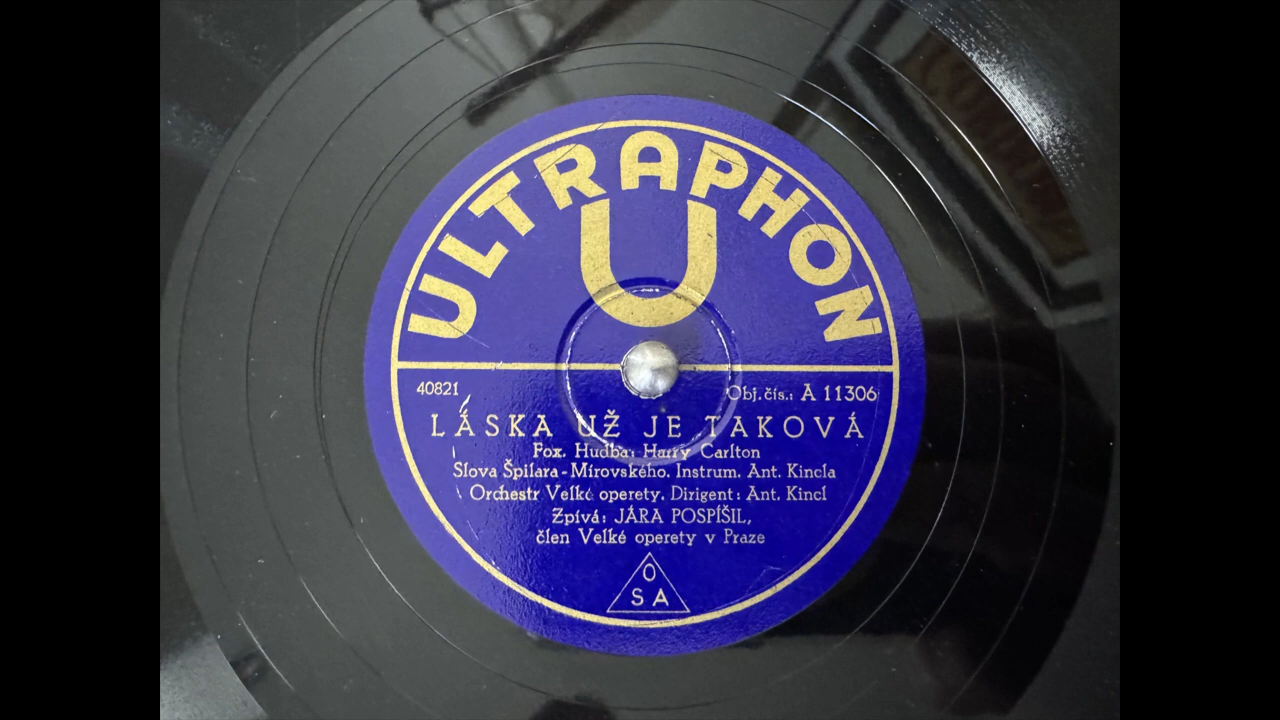 ULTRAPHON
U
40821 Obj. čís.: A 11306
LÁSKA UŽ JE TAKOVÁ
Fox. Hudba: Harry Carlton
Slova Špilara-Mírovského. Instrum. Ant. Kincla
Orchestr Velké operety. Dirigent: Ant. Kincl
Zpívá: JÁRA POSPÍŠIL,
člen Velké operety v Praze
O
SA